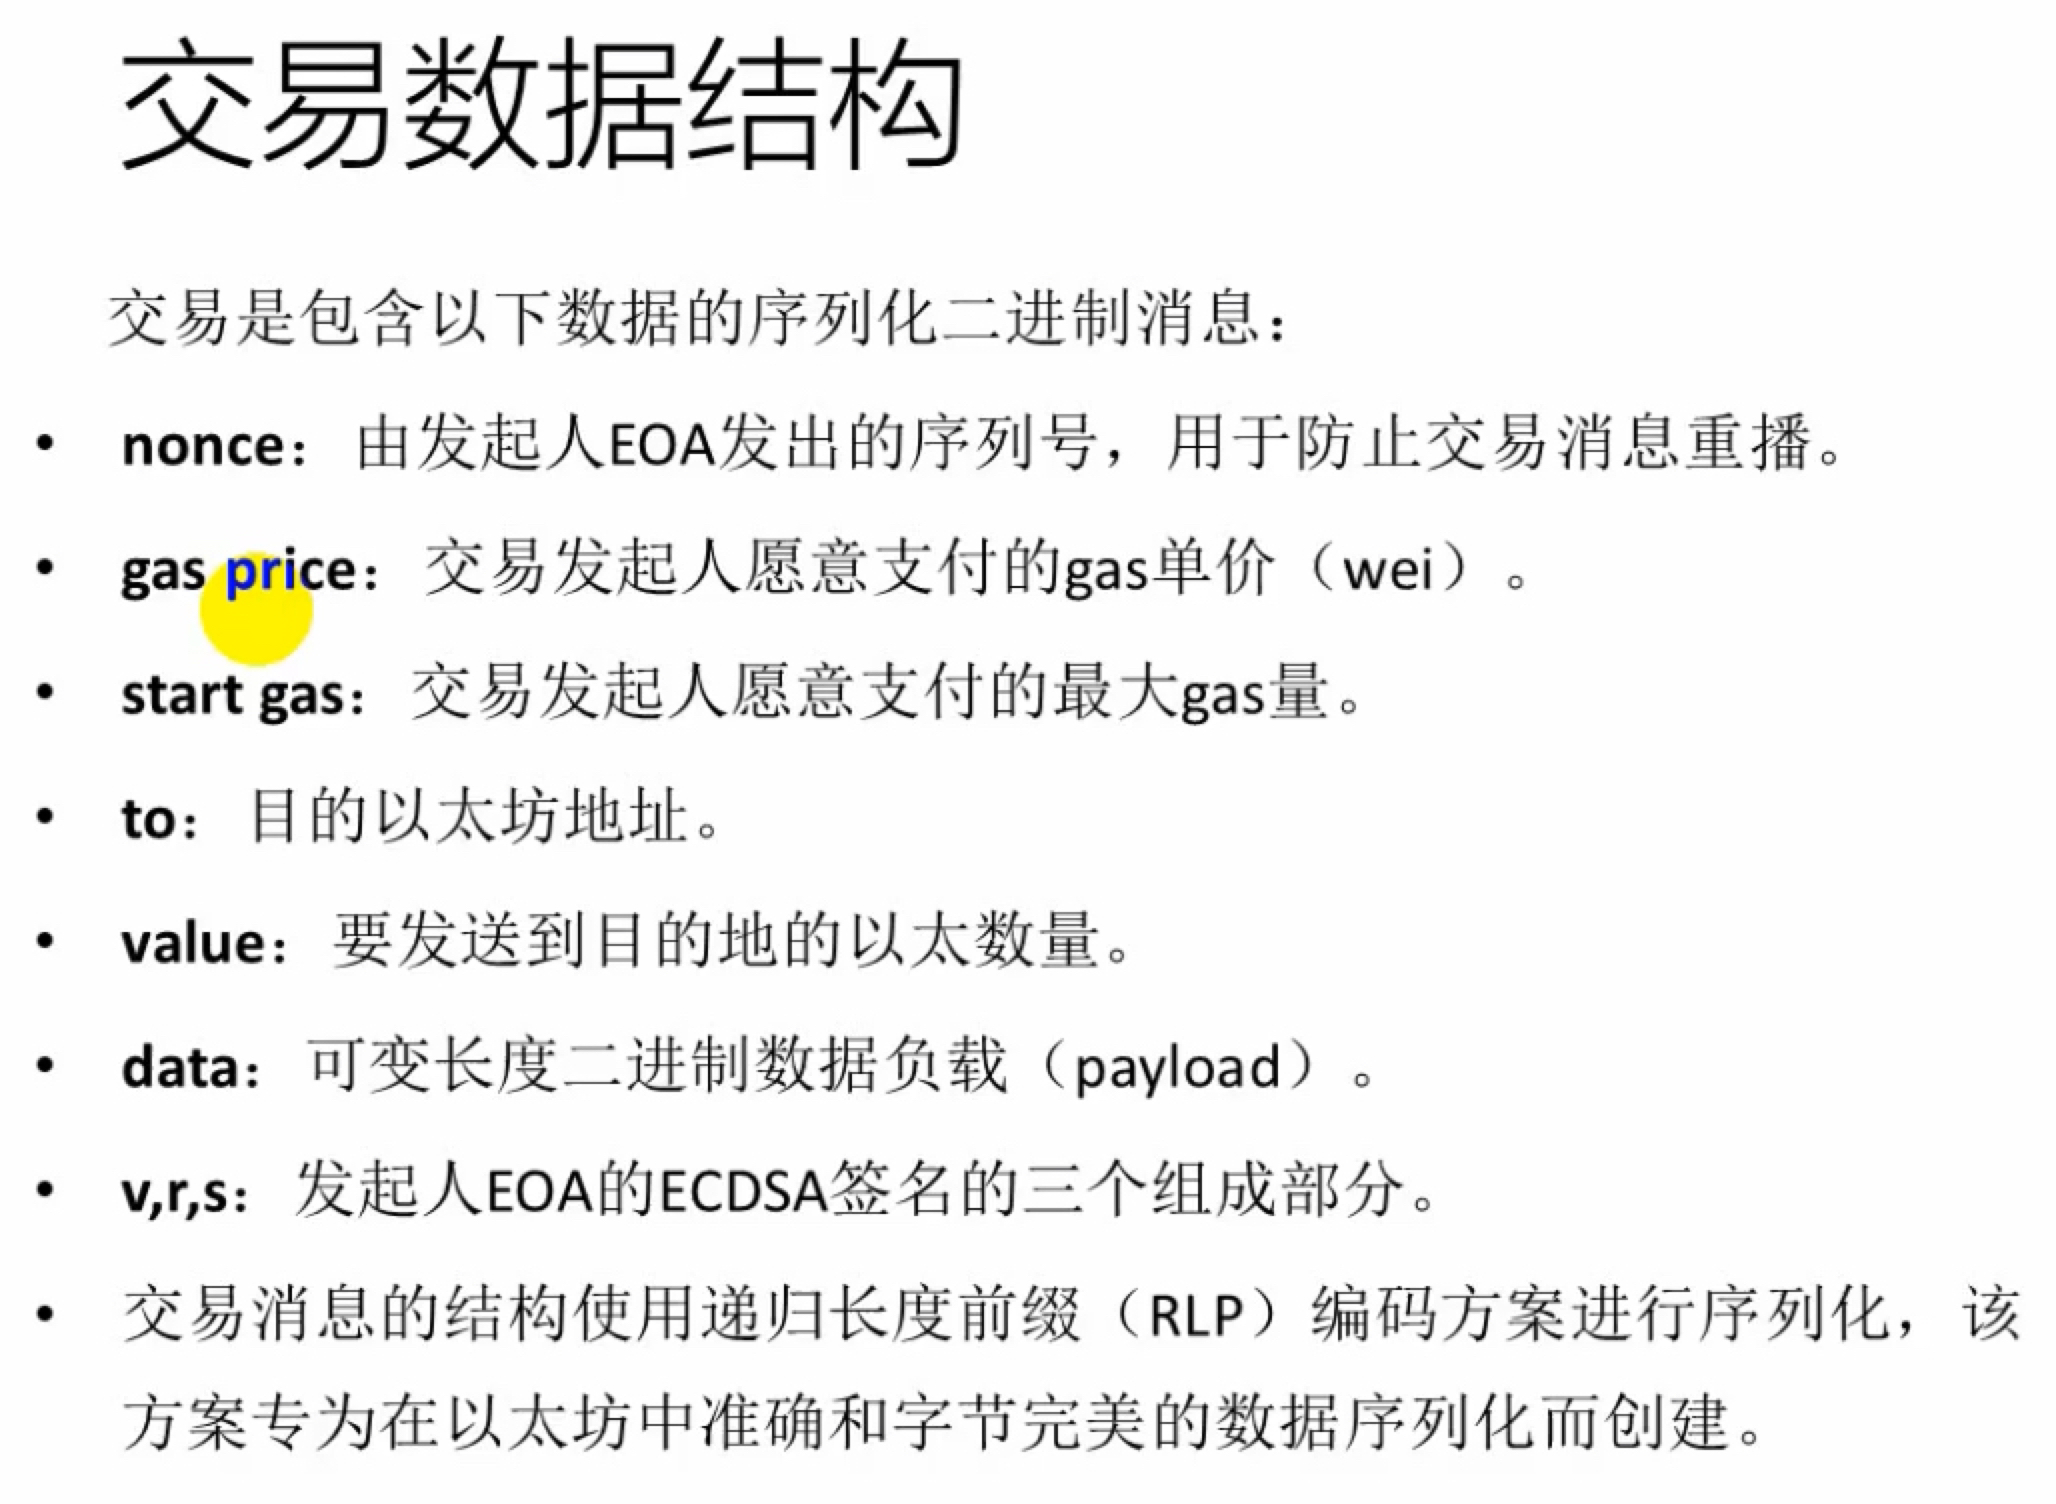 交易数据结构
交易是包含以下数据的序列化二进制消息：
• nonce： 由发起人EOA发出的序列号，用于防止交易消息重播。
• gas price： 交易发起人愿意支付的gas单价（wei）。
• start gas： 交易发起人愿意支付的最大gas量。
• to： 目的以太坊地址。
• value： 要发送到目的地的以太数量。
• data： 可变长度二进制数据负载（payload）。
• v,r,s： 发起人EOA的ECDSA签名的三个组成部分。
• 交易消息的结构使用递归长度前缀（RLP）编码方案进行序列化，该
方案专为在以太坊中准确和字节完美的数据序列化而创建。